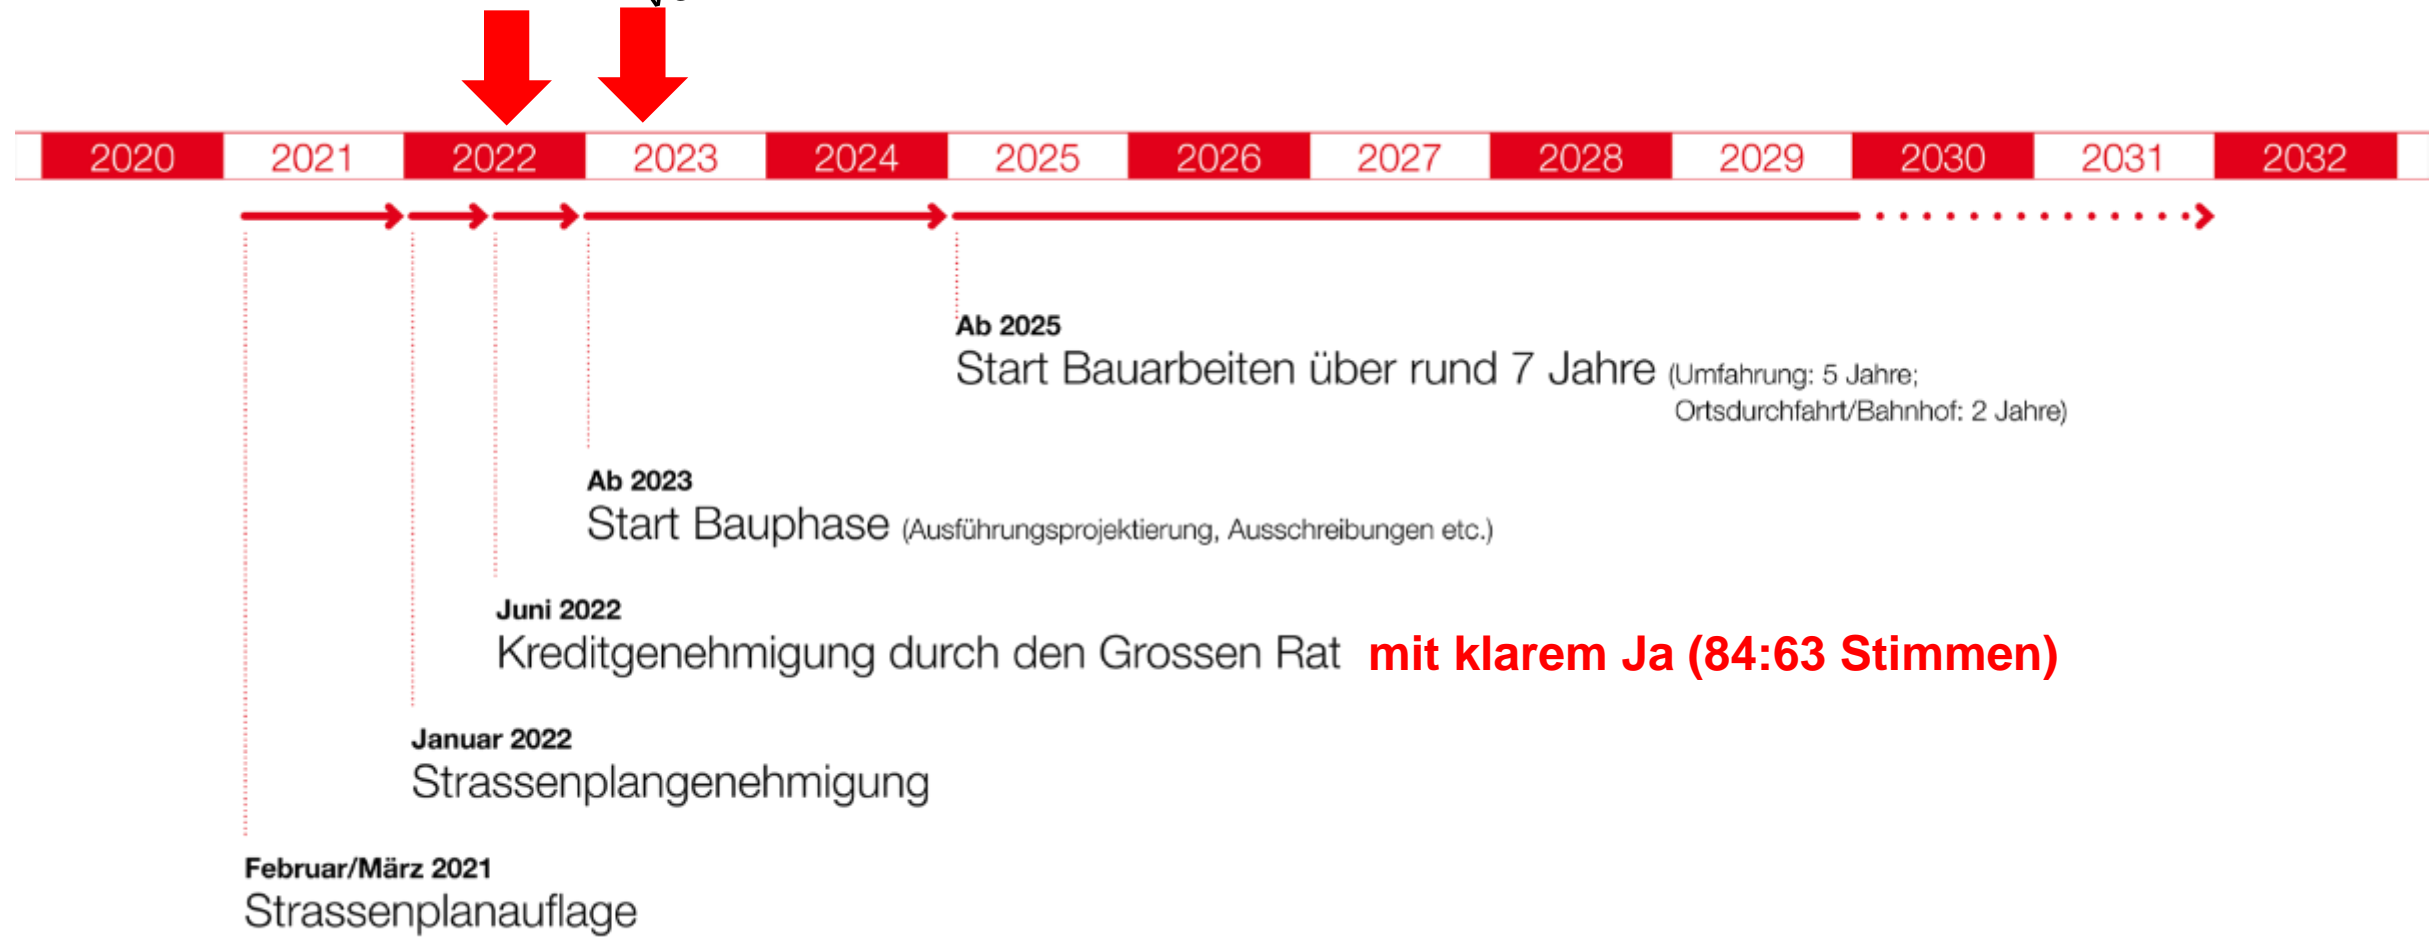 2020 2021 2022 2023 2024 2025 2026 2027 2028 2029 2030 2031 2032
Ab 2025
Start Bauarbeiten über rund 7 Jahre (Umfahrung: 5 Jahre;
Ortsdurchfahrt/Bahnhof: 2 Jahre)
Ab 2023
Start Bauphase (Ausführungsprojektierung, Ausschreibungen etc.)
Juni 2022
Kreditgenehmigung durch den Grossen Rat mit klarem Ja (84:63 Stimmen)
Januar 2022
Strassenplangenehmigung
Februar/März 2021
Strassenplanauflage